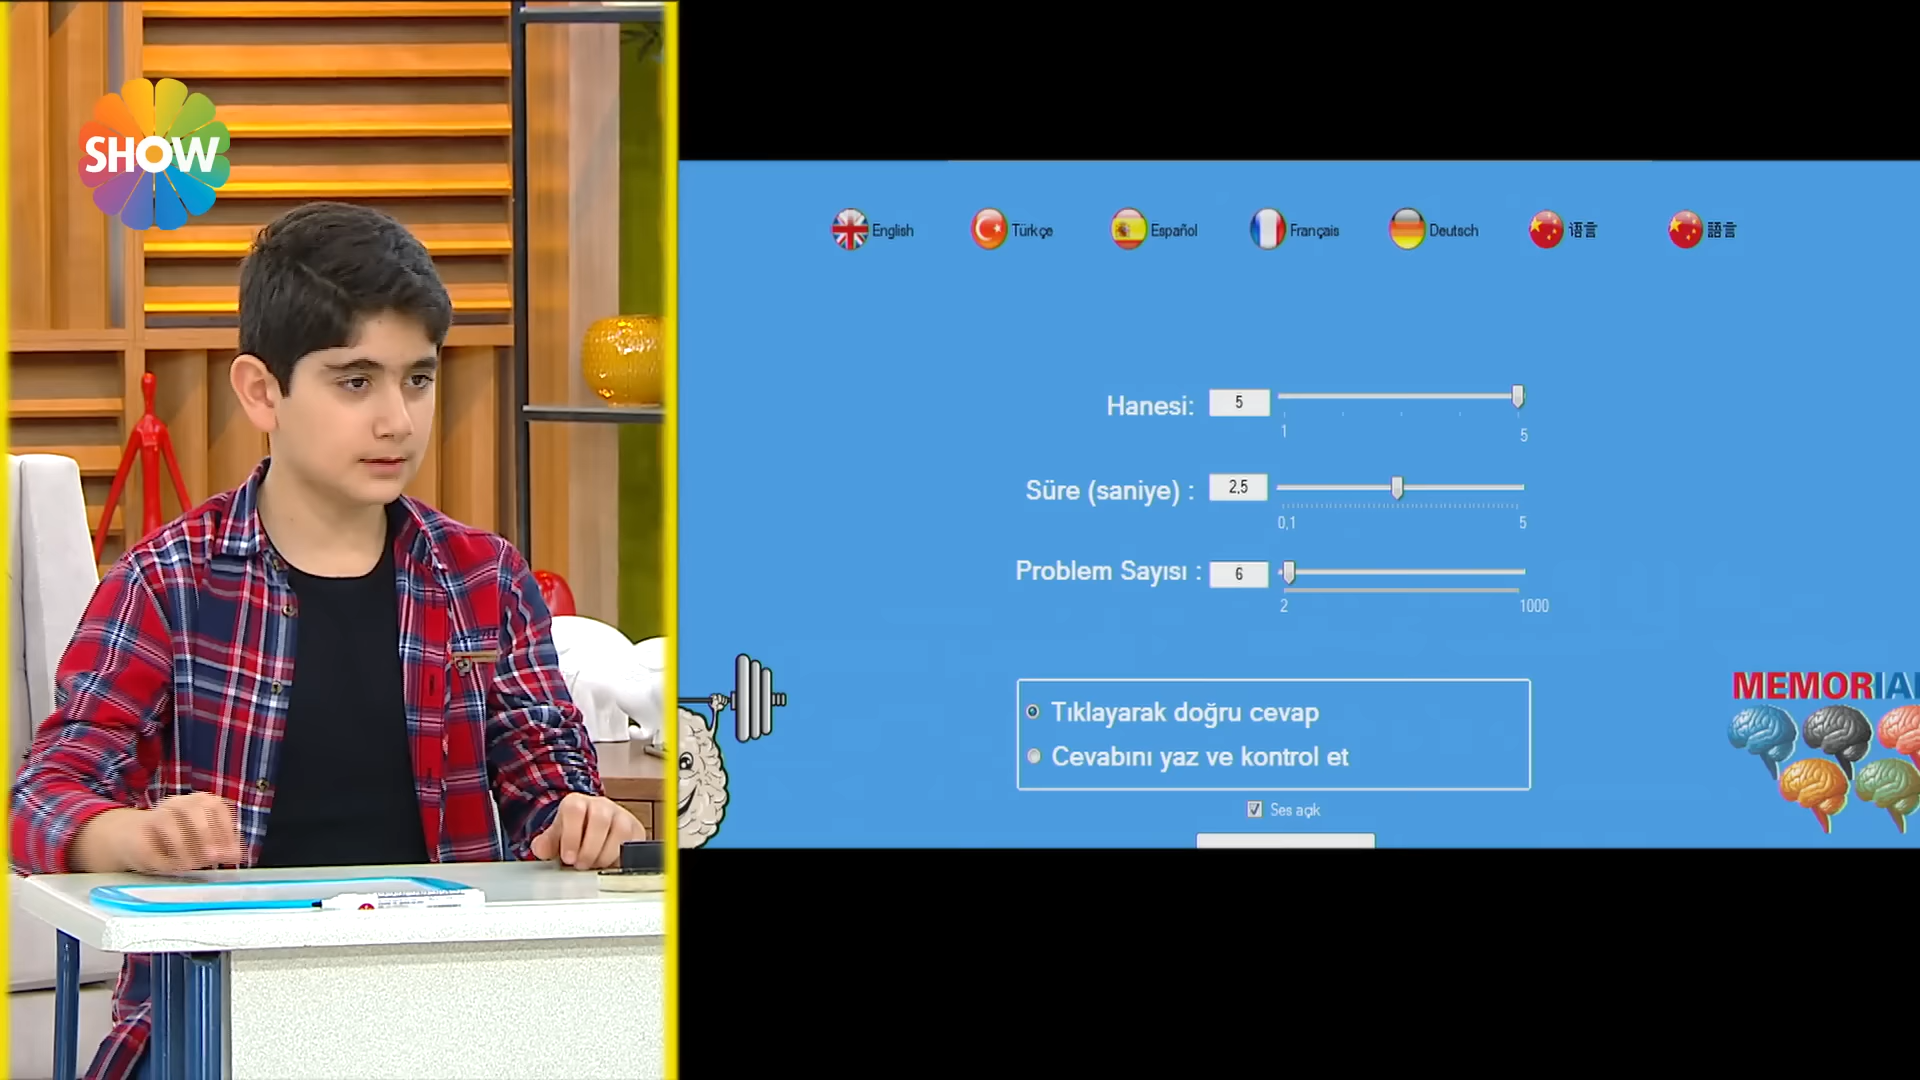 SHOW
English
Türkçe
Español
Français
Deutsch
语言
語言
Hanesi: 5
1 5
Süre (saniye) : 2,5
0,1 5
Problem Sayısı : 6
2 1000
MEMORIA
Tıklayarak doğru cevap
Cevabını yaz ve kontrol et
Ses açık